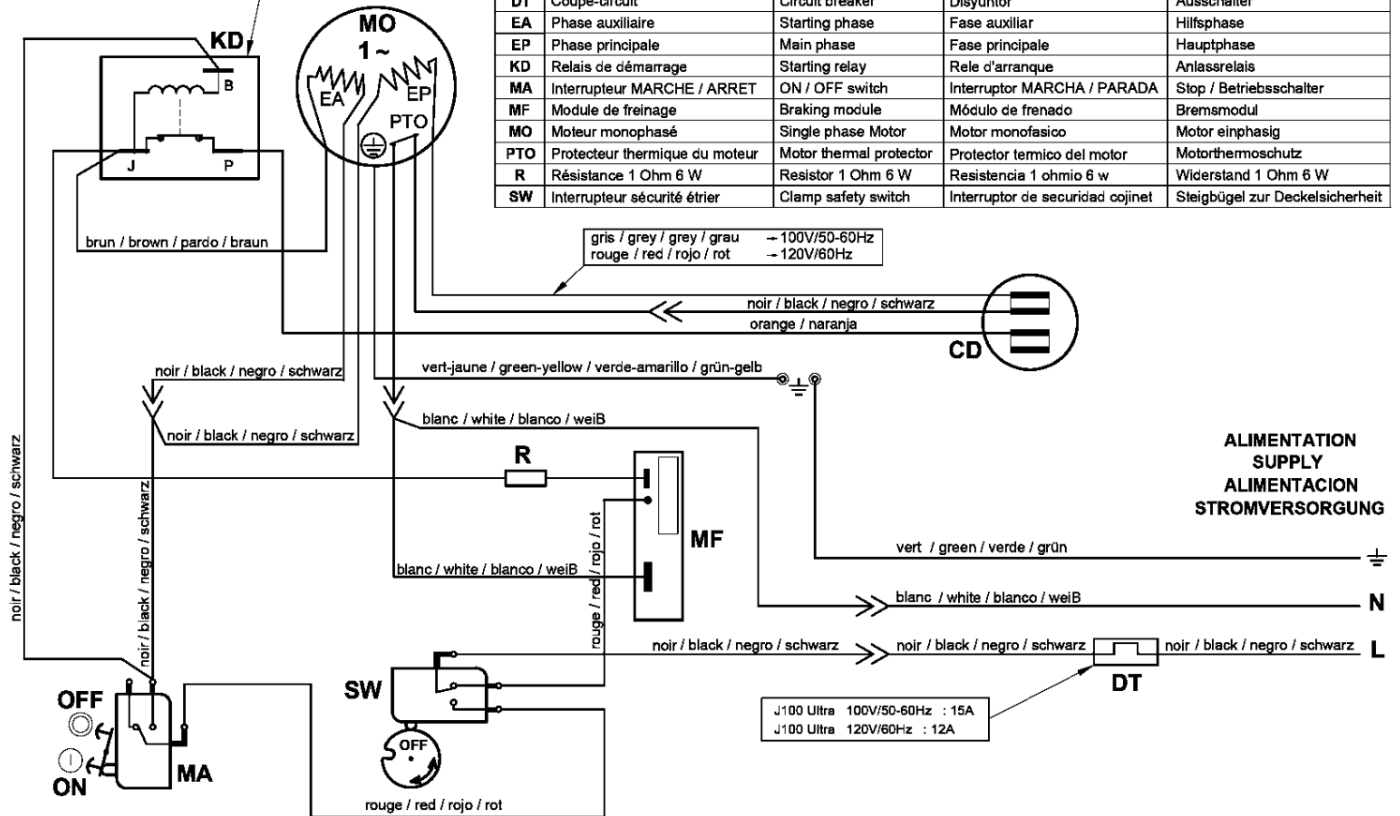 DT Coupe-circuit Circuit breaker Disyuntor Ausschalter
EA Phase auxiliaire Starting phase Fase auxiliar Hilfsphase
EP Phase principale Main phase Fase principale Hauptphase
KD Relais de démarrage Starting relay Rele d'arranque Anlassrelais
MA Interrupteur MARCHE / ARRET ON / OFF switch Interruptor MARCHA / PARADA Stop / Betriebsschalter
MF Module de freinage Braking module Módulo de frenado Bremsmodul
MO Moteur monophasé Single phase Motor Motor monofasico Motor einphasig
PTO Protecteur thermique du moteur Motor thermal protector Protector termico del motor Motorthermoschutz
R Résistance 1 Ohm 6 W Resistor 1 Ohm 6 W Resistencia 1 ohmio 6 w Widerstand 1 Ohm 6 W
SW Interrupteur sécurité étrier Clamp safety switch Interruptor de securidad cojinet Steigbügel zur Deckelsicherheit
KD
B
J
P
MO
1~
EA
EP
PTO
brun / brown / pardo / braun
gris / grey / grey / grau → 100V/50-60Hz
rouge / red / rojo / rot → 120V/60Hz
noir / black / negro / schwarz
orange / naranja
CD
noir / black / negro / schwarz
vert-jaune / green-yellow / verde-amarillo / grün-gelb
blanc / white / blanco / weiB
noir / black / negro / schwarz
noir / black / negro / schwarz
noir / black / negro / schwarz
R
MF
rouge / red / rojo / rot
blanc / white / blanco / weiB
ALIMENTATION
SUPPLY
ALIMENTACION
STROMVERSORGUNG
vert / green / verde / grün
blanc / white / blanco / weiB
N
noir / black / negro / schwarz
noir / black / negro / schwarz
noir / black / negro / schwarz
L
DT
J100 Ultra 100V/50-60Hz : 15A
J100 Ultra 120V/60Hz : 12A
SW
OFF
OFF
ON
MA
rouge / red / rojo / rot